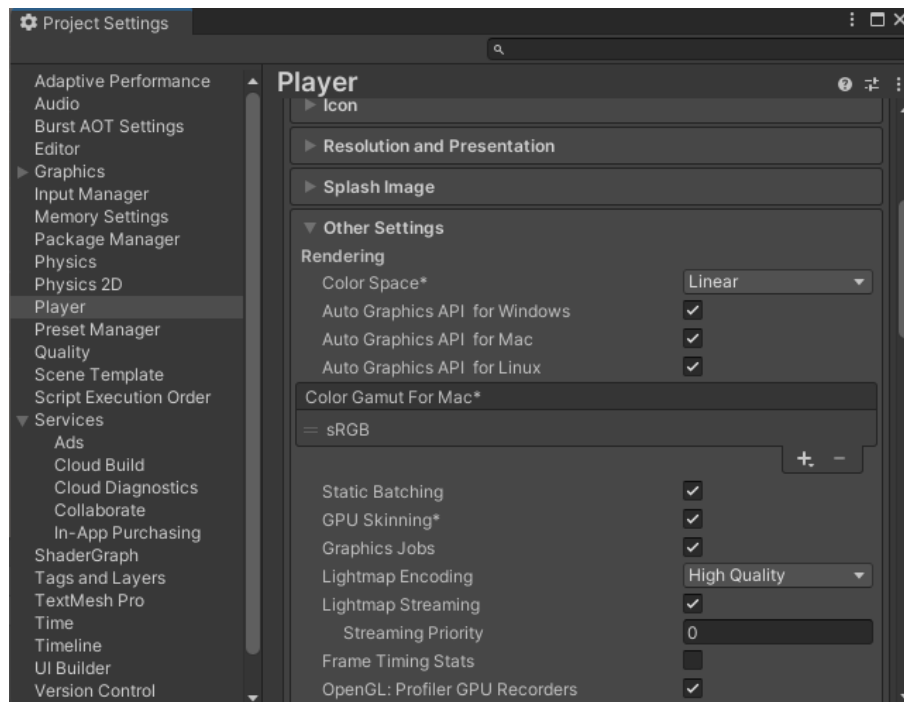 Project Settings
Adaptive Performance
Audio
Burst AOT Settings
Editor
Graphics
Input Manager
Memory Settings
Package Manager
Physics
Physics 2D
Player
Preset Manager
Quality
Scene Template
Script Execution Order
Services
Ads
Cloud Build
Cloud Diagnostics
Collaborate
In-App Purchasing
ShaderGraph
Tags and Layers
TextMesh Pro
Time
Timeline
UI Builder
Version Control
Player
Icon
Resolution and Presentation
Splash Image
Other Settings
Rendering
Color Space* Linear
Auto Graphics API for Windows
Auto Graphics API for Mac
Auto Graphics API for Linux
Color Gamut For Mac*
sRGB
Static Batching
GPU Skinning*
Graphics Jobs
Lightmap Encoding High Quality
Lightmap Streaming
Streaming Priority 0
Frame Timing Stats
OpenGL: Profiler GPU Recorders